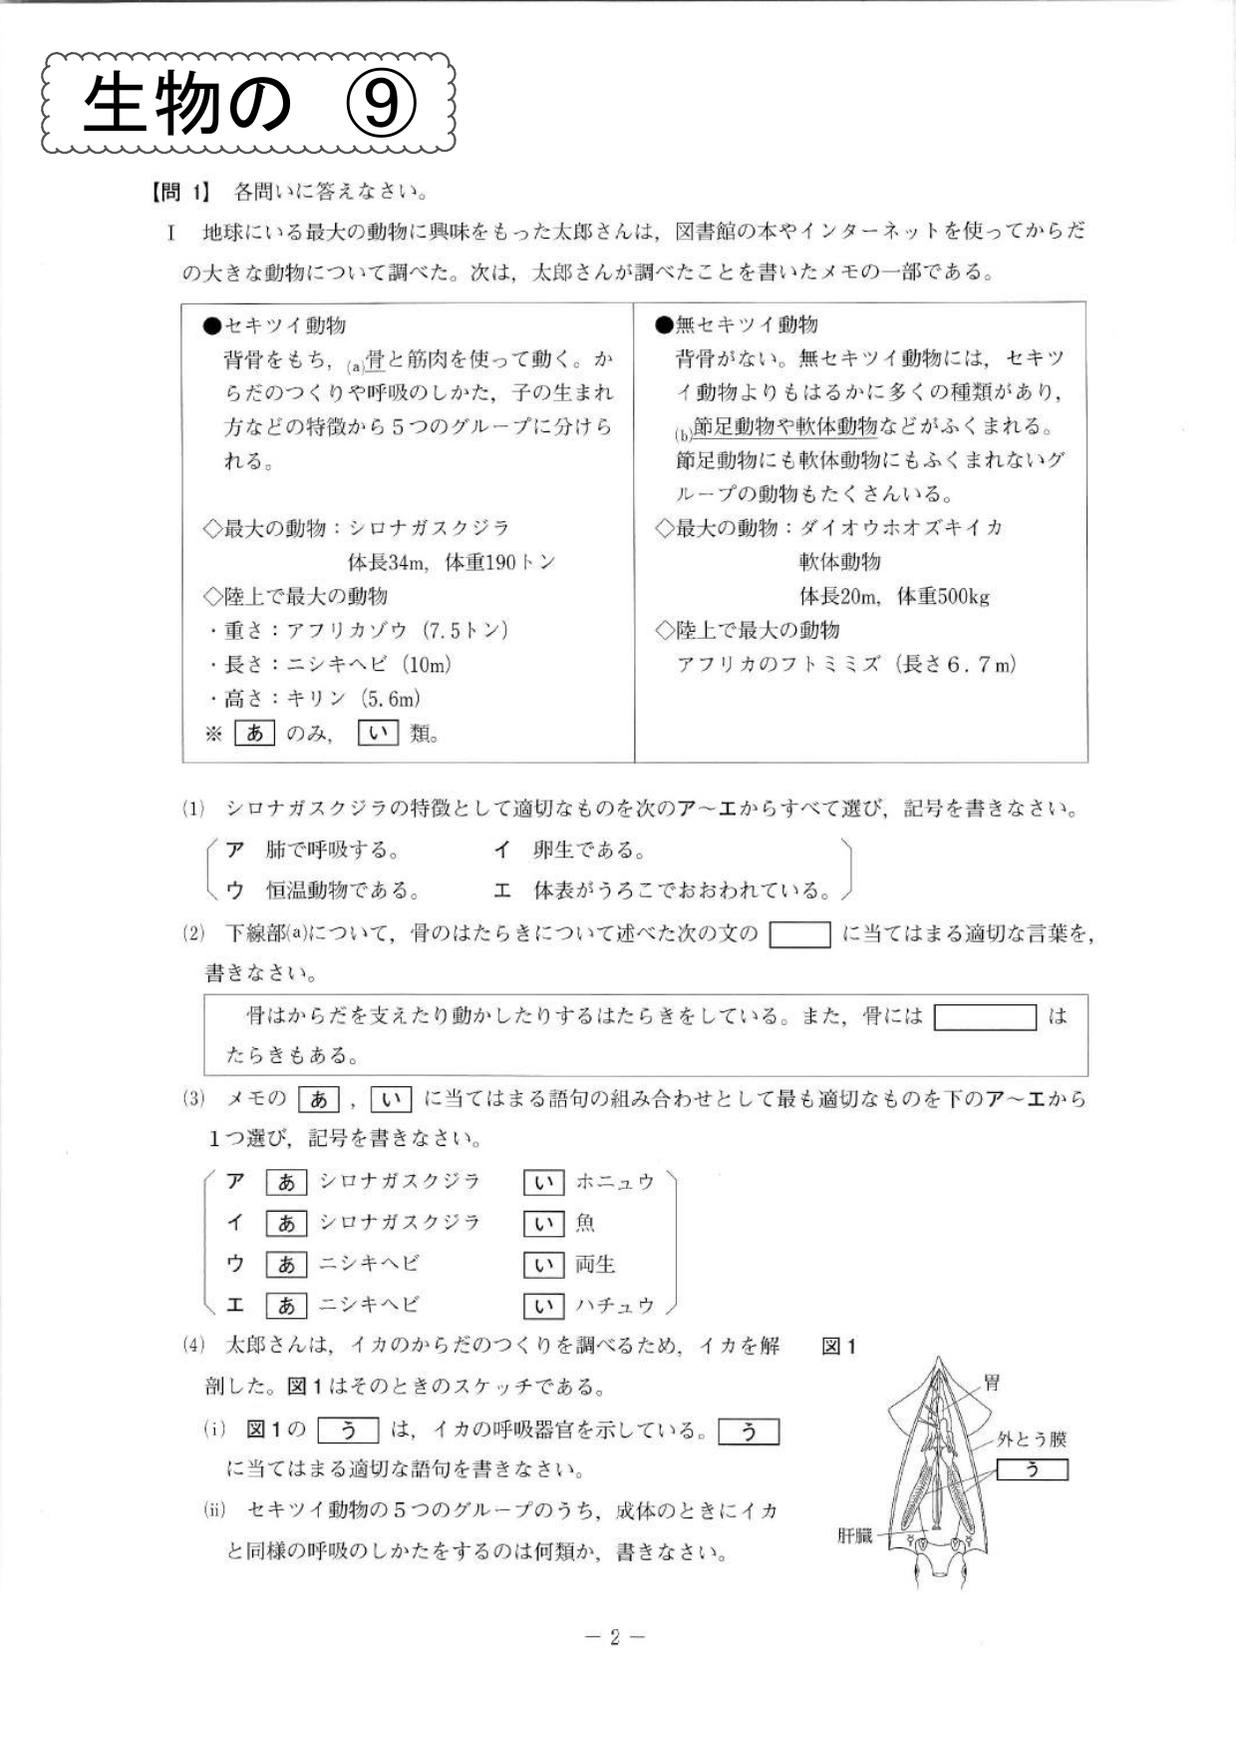 生物の ⑨
【問 1】 各問いに答えなさい。
Ⅰ 地球にいる最大の動物に興味をもった太郎さんは，図書館の本やインターネットを使ってからだ
の大きな動物について調べた。次は，太郎さんが調べたことを書いたメモの一部である。
●セキツイ動物
背骨をもち，(a)骨と筋肉を使って動く。か
らだのつくりや呼吸のしかた，子の生まれ
方などの特徴から５つのグループに分けら
れる。
◇最大の動物：シロナガスクジラ
体長34m，体重190トン
◇陸上で最大の動物
・重さ：アフリカゾウ（7.5トン）
・長さ：ニシキヘビ（10m）
・高さ：キリン（5.6m）
※ あ のみ， い 類。
●無セキツイ動物
背骨がない。無セキツイ動物には，セキツ
イ動物よりもはるかに多くの種類があり，
(b)節足動物や軟体動物などがふくまれる。
節足動物にも軟体動物にもふくまれないグ
ループの動物もたくさんいる。
◇最大の動物：ダイオウホオズキイカ
軟体動物
体長20m，体重500kg
◇陸上で最大の動物
アフリカのフトミミズ（長さ６.７m）
(1) シロナガスクジラの特徴として適切なものを次のア～エからすべて選び，記号を書きなさい。
ア 肺で呼吸する。 イ 卵生である。
ウ 恒温動物である。 エ 体表がうろこでおおわれている。
(2) 下線部(a)について，骨のはたらきについて述べた次の文の に当てはまる適切な言葉を，
書きなさい。
骨はからだを支えたり動かしたりするはたらきをしている。また，骨には は
たらきもある。
(3) メモの あ ， い に当てはまる語句の組み合わせとして最も適切なものを下のア～エから
１つ選び，記号を書きなさい。
ア あ シロナガスクジラ い ホニュウ
イ あ シロナガスクジラ い 魚
ウ あ ニシキヘビ い 両生
エ あ ニシキヘビ い ハチュウ
(4) 太郎さんは，イカのからだのつくりを調べるため，イカを解
剖した。図１はそのときのスケッチである。
(ⅰ) 図１の う は，イカの呼吸器官を示している。 う
に当てはまる適切な語句を書きなさい。
(ⅱ) セキツイ動物の５つのグループのうち，成体のときにイカ
と同様の呼吸のしかたをするのは何類か，書きなさい。
図１
胃
外とう膜
う
肝臓
－ 2 －